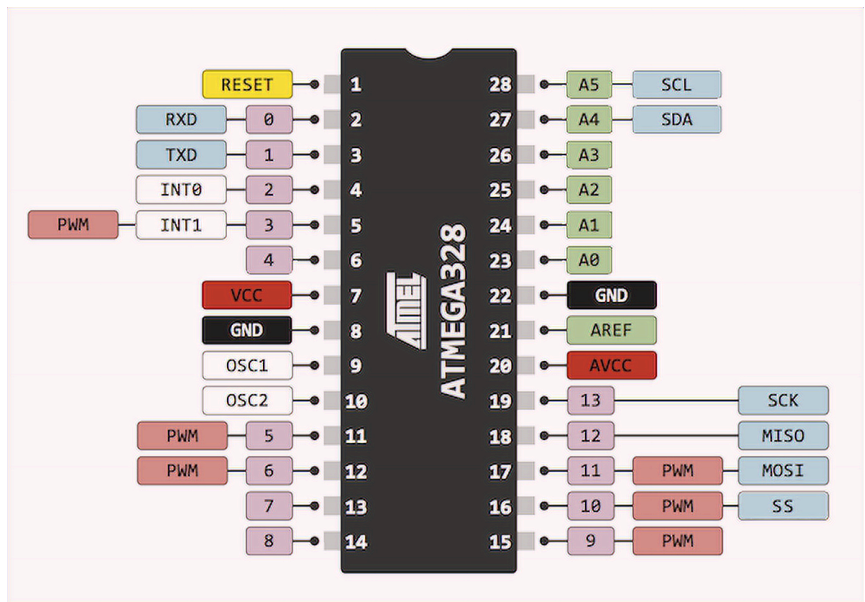 RESET 1 28 A5 SCL
RXD 0 2 27 A4 SDA
TXD 1 3 26 A3
INT0 2 4 25 A2
PWM INT1 3 5 24 A1
4 6 23 A0
VCC 7 22 GND
GND 8 21 AREF
OSC1 9 20 AVCC
OSC2 10 19 13 SCK
PWM 5 11 18 12 MISO
PWM 6 12 17 11 PWM MOSI
7 13 16 10 PWM SS
8 14 15 9 PWM
ATMEL
ATMEGA328